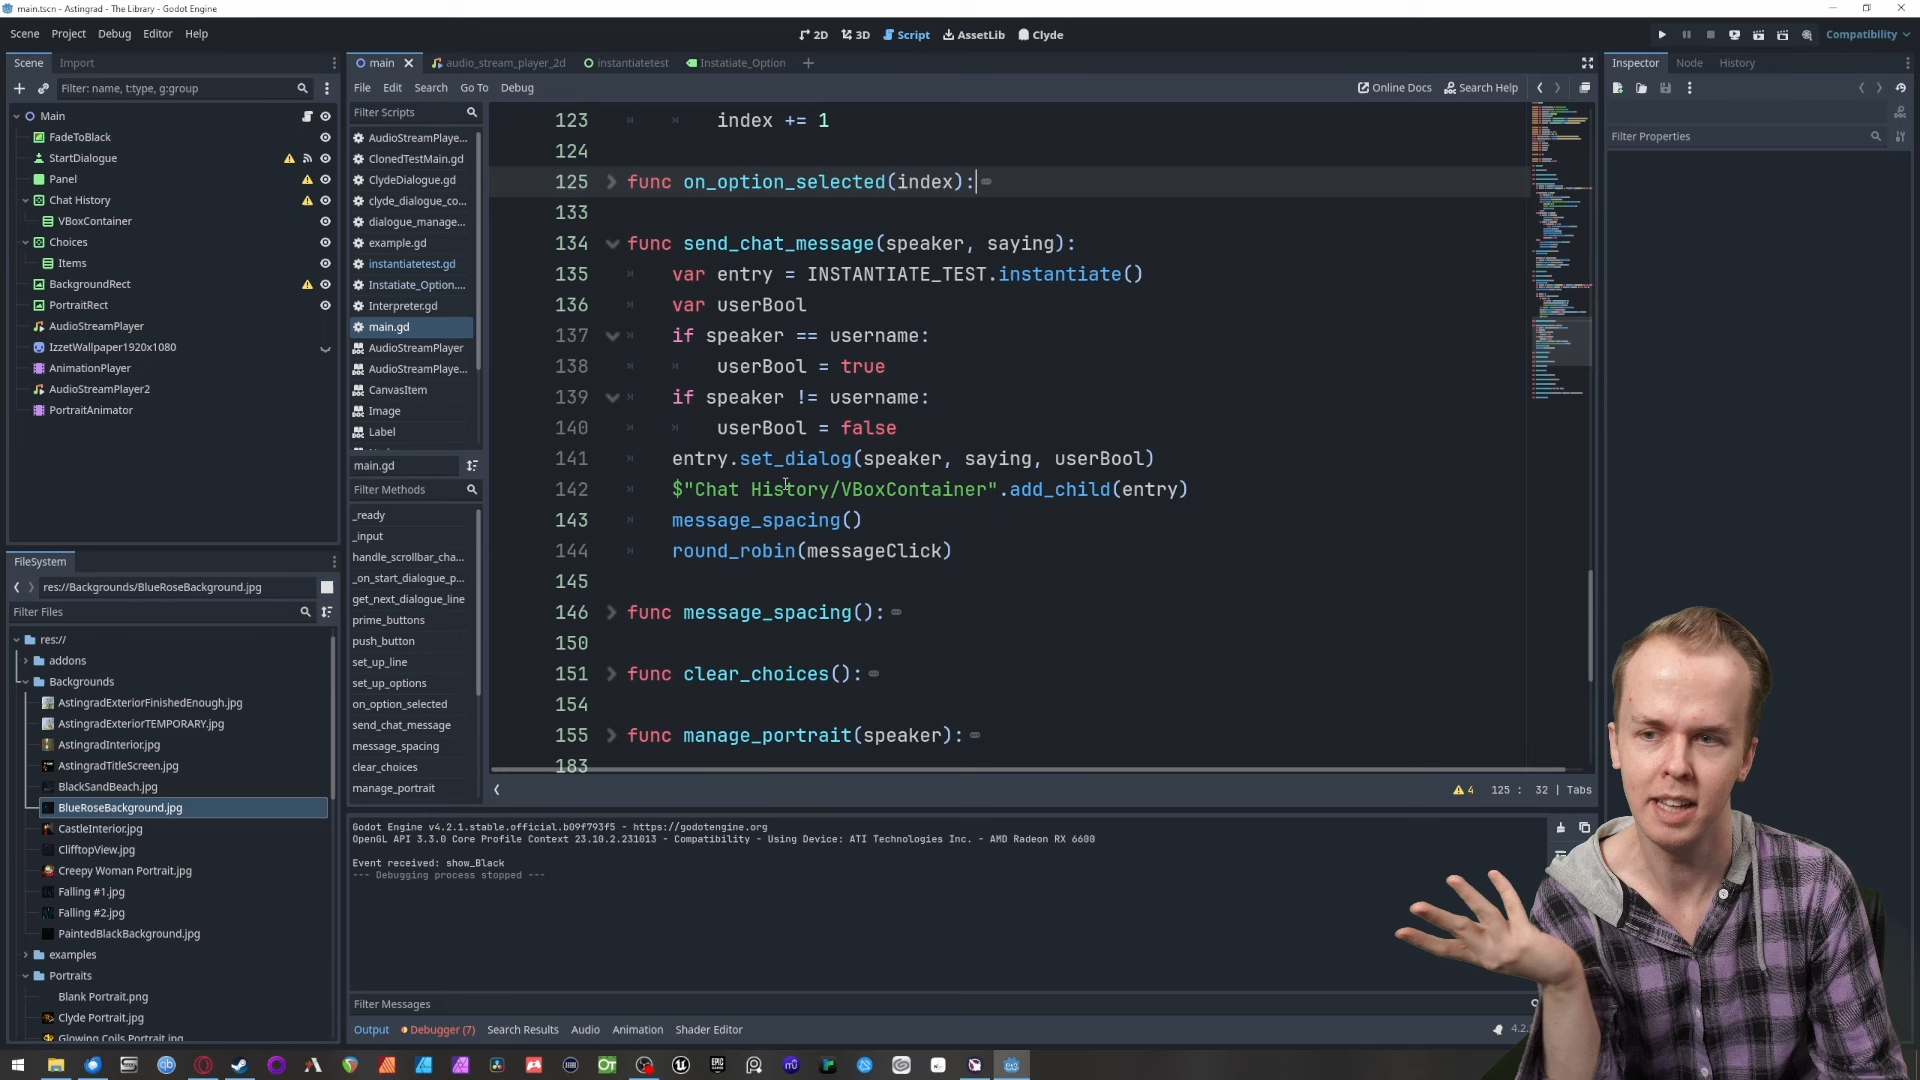 main.tscn - Astingrad - The Library - Godot Engine
Scene Project Debug Editor Help
2D 3D Script AssetLib Clyde
Compatibility
Scene Import
Filter: name, t:type, g:group
Main
FadeToBlack
StartDialogue
Panel
Chat History
VBoxContainer
Choices
Items
BackgroundRect
PortraitRect
AudioStreamPlayer
IzzetWallpaper1920x1080
AnimationPlayer
AudioStreamPlayer2
PortraitAnimator
FileSystem
res://Backgrounds/BlueRoseBackground.jpg
Filter Files
res://
addons
Backgrounds
AstingradExteriorFinishedEnough.jpg
AstingradExteriorTEMPORARY.jpg
AstingradInterior.jpg
AstingradTitleScreen.jpg
BlackSandBeach.jpg
BlueRoseBackground.jpg
CastleInterior.jpg
ClifftopView.jpg
Creepy Woman Portrait.jpg
Falling #1.jpg
Falling #2.jpg
PaintedBlackBackground.jpg
examples
Portraits
Blank Portrait.png
Clyde Portrait.jpg
Glowing Coils Portrait.jpg
main audio_stream_player_2d instantiatetest Instatiate_Option
File Edit Search Go To Debug
Online Docs Search Help
Filter Scripts
AudioStreamPlaye...
ClonedTestMain.gd
ClydeDialogue.gd
clyde_dialogue_co...
dialogue_manage...
example.gd
instantiatetest.gd
Instatiate_Option....
Interpreter.gd
main.gd
AudioStreamPlayer
AudioStreamPlaye...
CanvasItem
Image
Label
main.gd
Filter Methods
_ready
_input
handle_scrollbar_cha...
_on_start_dialogue_p...
get_next_dialogue_line
prime_buttons
push_button
set_up_line
set_up_options
on_option_selected
send_chat_message
message_spacing
clear_choices
manage_portrait
123 index += 1
124
125 func on_option_selected(index):
133
134 func send_chat_message(speaker, saying):
135 var entry = INSTANTIATE_TEST.instantiate()
136 var userBool
137 if speaker == username:
138 userBool = true
139 if speaker != username:
140 userBool = false
141 entry.set_dialog(speaker, saying, userBool)
142 $"Chat History/VBoxContainer".add_child(entry)
143 message_spacing()
144 round_robin(messageClick)
145
146 func message_spacing():
150
151 func clear_choices():
154
155 func manage_portrait(speaker):
183
4 125 : 32 | Tabs
Godot Engine v4.2.1.stable.official.b09f793f5 - https://godotengine.org
OpenGL API 3.3.0 Core Profile Context 23.10.2.231013 - Compatibility - Using Device: ATI Technologies Inc. - AMD Radeon RX 6600
Event received: show_Black
--- Debugging process stopped ---
Filter Messages
Output Debugger (7) Search Results Audio Animation Shader Editor
4.2.
Inspector Node History
Filter Properties